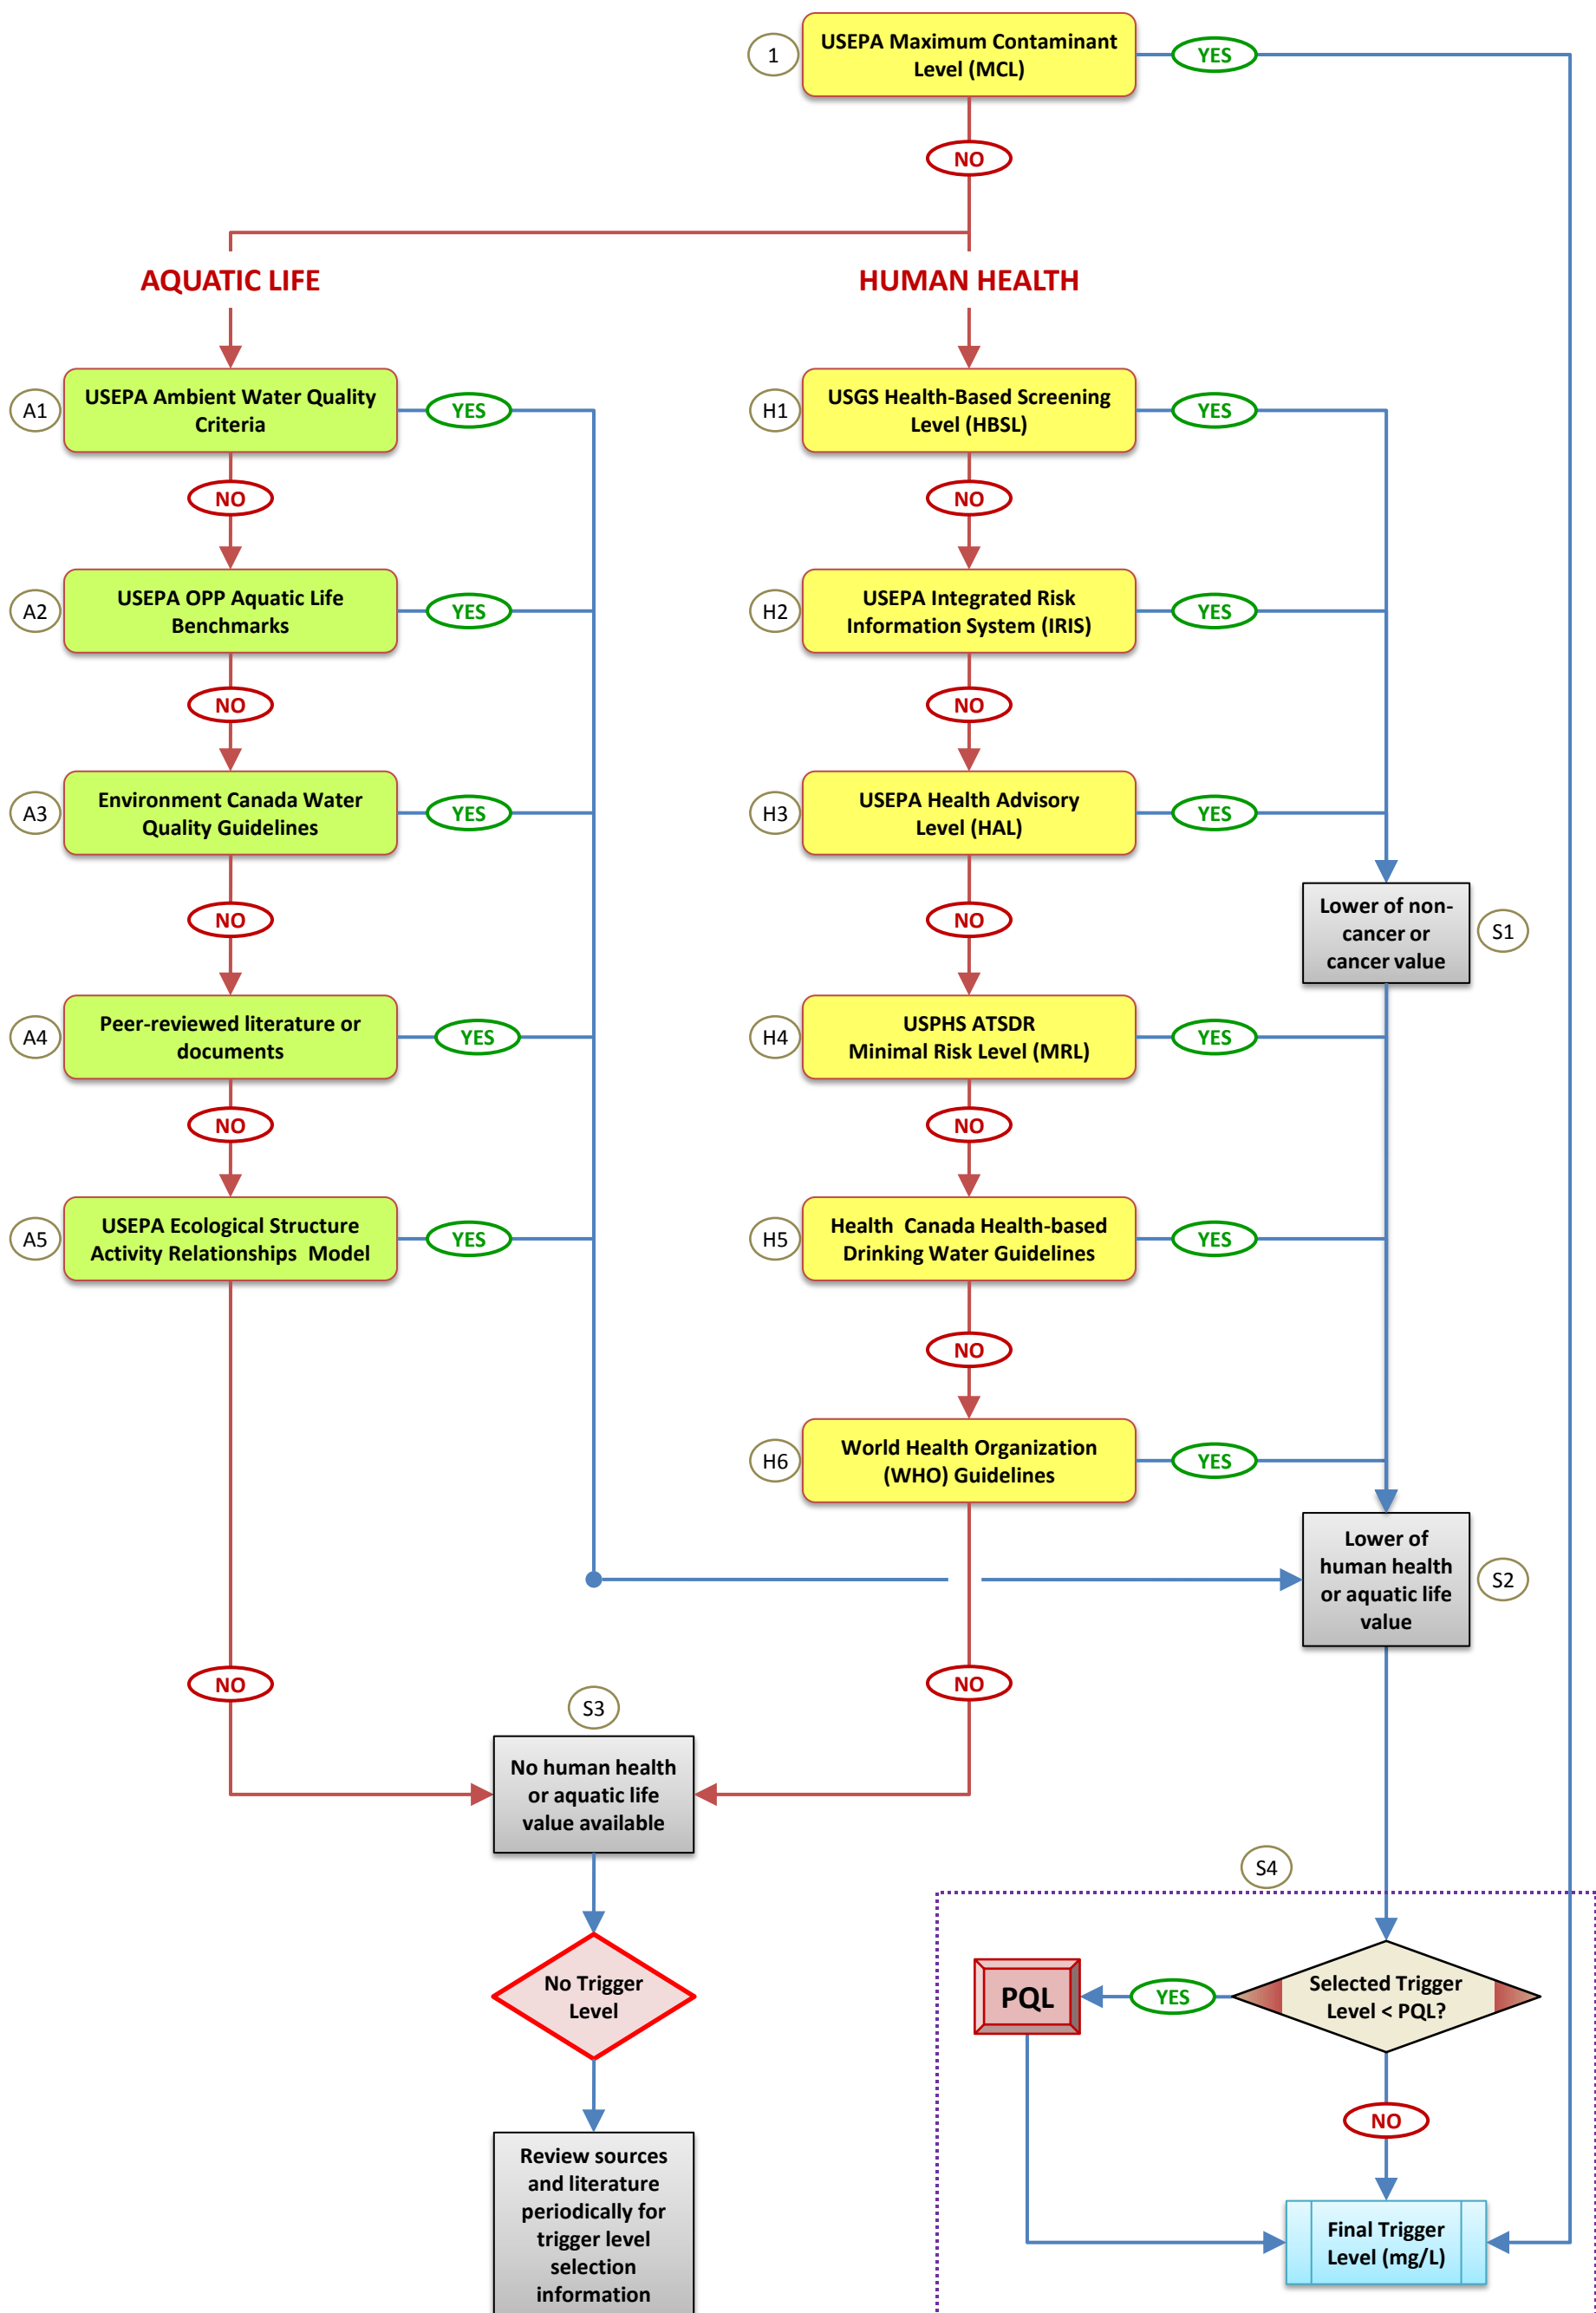 1
USEPA Maximum Contaminant
Level (MCL)
YES
NO
AQUATIC LIFE
HUMAN HEALTH
A1
USEPA Ambient Water Quality
Criteria
YES
H1
USGS Health-Based Screening
Level (HBSL)
YES
NO
NO
A2
USEPA OPP Aquatic Life
Benchmarks
YES
H2
USEPA Integrated Risk
Information System (IRIS)
YES
NO
NO
A3
Environment Canada Water
Quality Guidelines
YES
H3
USEPA Health Advisory
Level (HAL)
YES
NO
NO
Lower of non-
cancer or
cancer value
S1
A4
Peer-reviewed literature or
documents
YES
H4
USPHS ATSDR
Minimal Risk Level (MRL)
YES
NO
NO
A5
USEPA Ecological Structure
Activity Relationships Model
YES
H5
Health Canada Health-based
Drinking Water Guidelines
YES
NO
H6
World Health Organization
(WHO) Guidelines
YES
Lower of
human health
or aquatic life
value
S2
NO
NO
S3
No human health
or aquatic life
value available
S4
No Trigger
Level
PQL
YES
Selected Trigger
Level < PQL?
NO
Review sources
and literature
periodically for
trigger level
selection
information
Final Trigger
Level (mg/L)